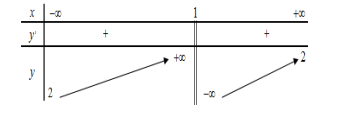 x −∞ 1 +∞
y' + +
y +∞ 2
2 −∞